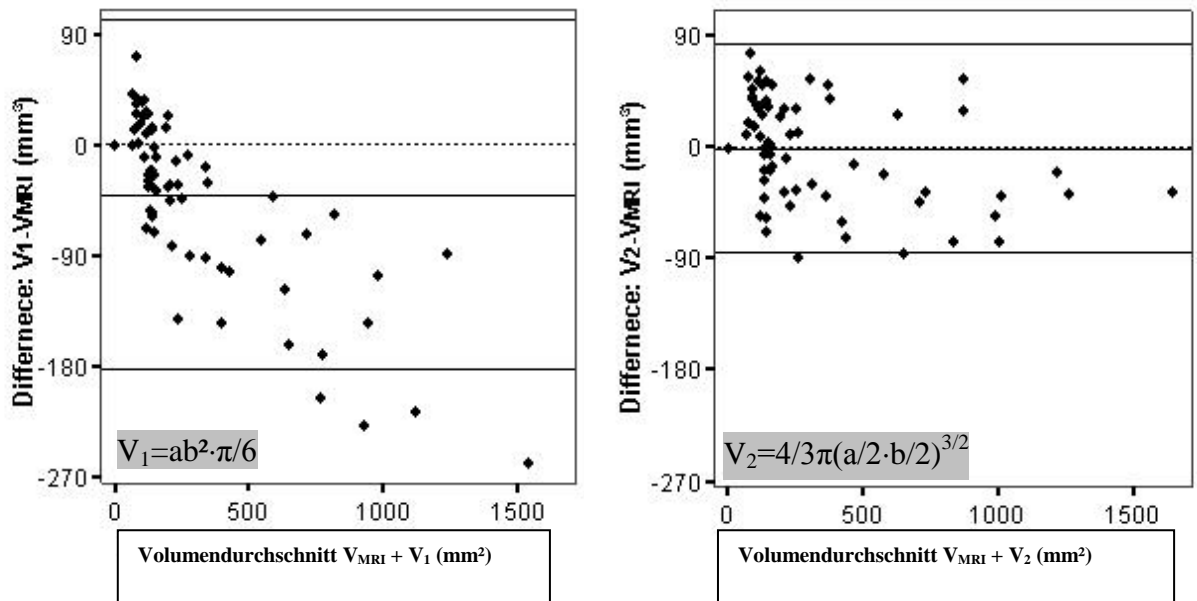 Differnece: V1-VMRI (mm³)
90
0
-90
-180
-270
V₁=ab²·π/6
0 500 1000 1500
Volumendurchschnitt V_MRI + V₁ (mm²)
Differnece: V2-VMRI (mm³)
90
0
-90
-180
-270
V₂=4/3π(a/2·b/2)^3/2
0 500 1000 1500
Volumendurchschnitt V_MRI + V₂ (mm²)